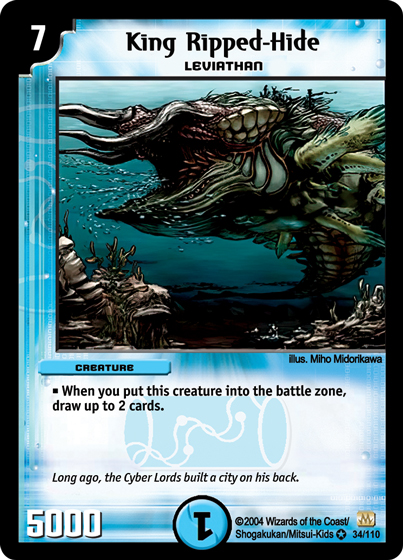 7
King Ripped-Hide
LEVIATHAN
illus. Miho Midorikawa
CREATURE
▪ When you put this creature into the battle zone,
draw up to 2 cards.
Long ago, the Cyber Lords built a city on his back.
5000
1
©2004 Wizards of the Coast/
Shogakukan/Mitsui-Kids ✪ 34/110